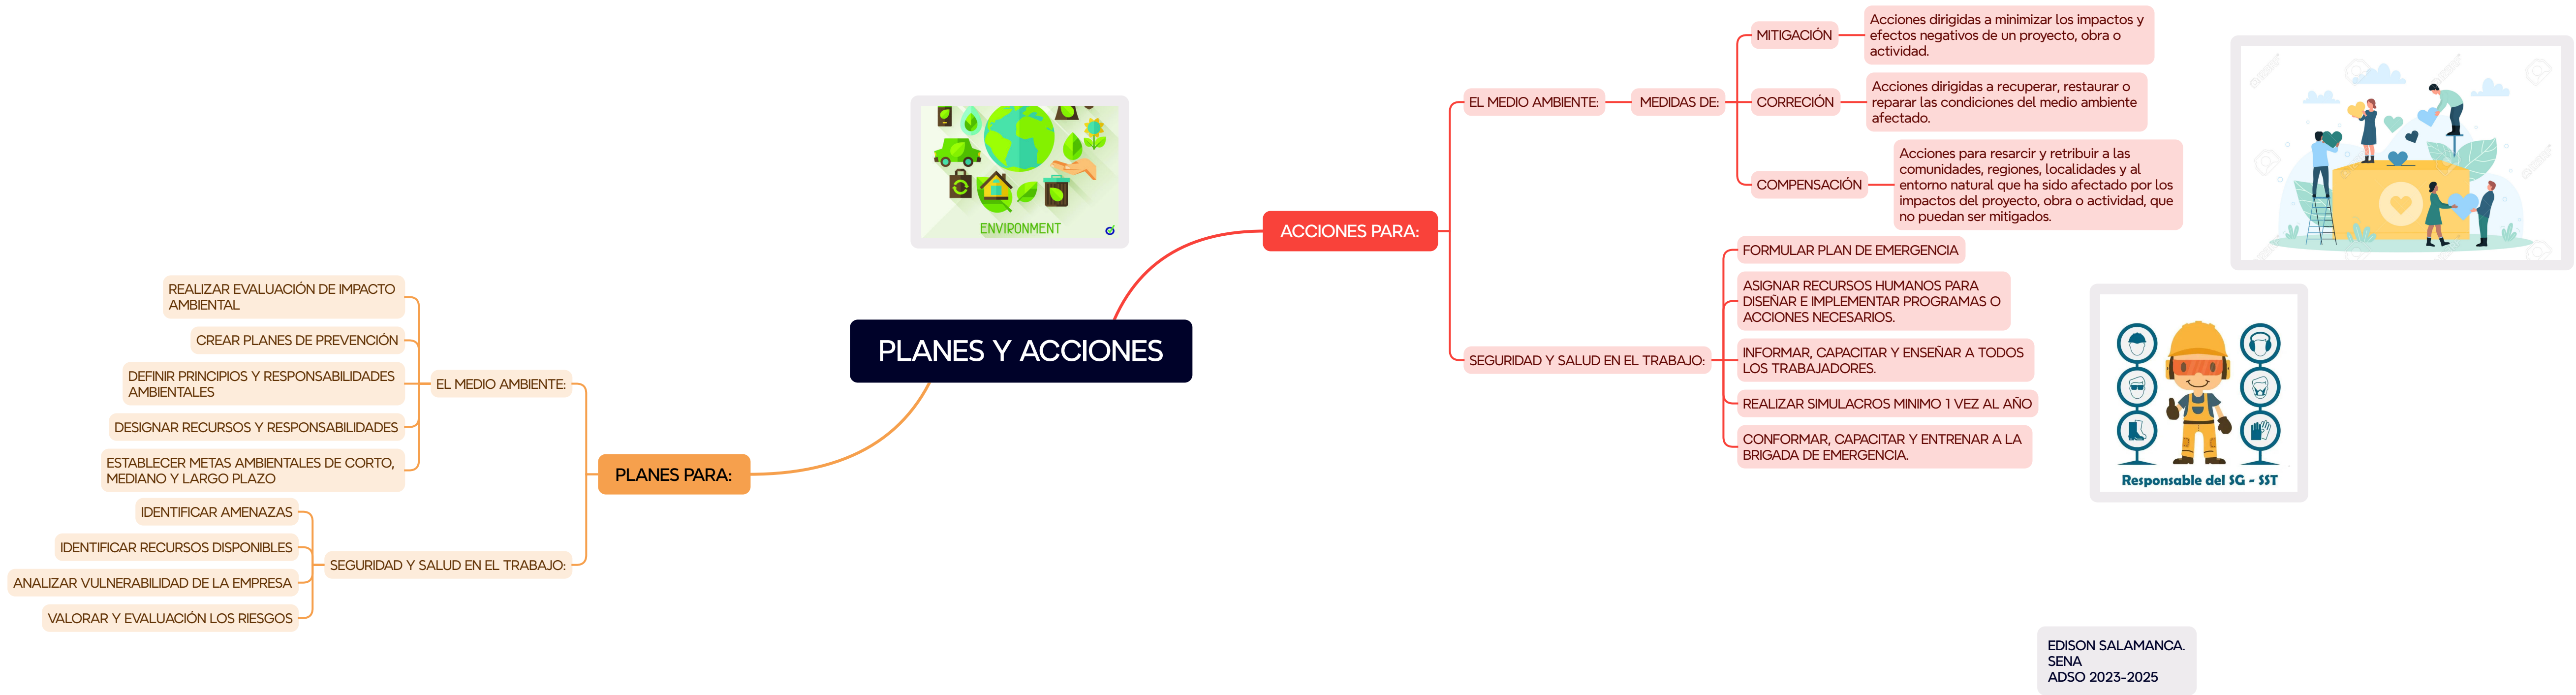 PLANES Y ACCIONES
ACCIONES PARA:
EL MEDIO AMBIENTE:
MEDIDAS DE:
MITIGACIÓN
Acciones dirigidas a minimizar los impactos y
efectos negativos de un proyecto, obra o
actividad.
CORRECIÓN
Acciones dirigidas a recuperar, restaurar o
reparar las condiciones del medio ambiente
afectado.
COMPENSACIÓN
Acciones para resarcir y retribuir a las
comunidades, regiones, localidades y al
entorno natural que ha sido afectado por los
impactos del proyecto, obra o actividad, que
no puedan ser mitigados.
SEGURIDAD Y SALUD EN EL TRABAJO:
FORMULAR PLAN DE EMERGENCIA
ASIGNAR RECURSOS HUMANOS PARA
DISEÑAR E IMPLEMENTAR PROGRAMAS O
ACCIONES NECESARIOS.
INFORMAR, CAPACITAR Y ENSEÑAR A TODOS
LOS TRABAJADORES.
REALIZAR SIMULACROS MINIMO 1 VEZ AL AÑO
CONFORMAR, CAPACITAR Y ENTRENAR A LA
BRIGADA DE EMERGENCIA.
PLANES PARA:
EL MEDIO AMBIENTE:
REALIZAR EVALUACIÓN DE IMPACTO
AMBIENTAL
CREAR PLANES DE PREVENCIÓN
DEFINIR PRINCIPIOS Y RESPONSABILIDADES
AMBIENTALES
DESIGNAR RECURSOS Y RESPONSABILIDADES
ESTABLECER METAS AMBIENTALES DE CORTO,
MEDIANO Y LARGO PLAZO
SEGURIDAD Y SALUD EN EL TRABAJO:
IDENTIFICAR AMENAZAS
IDENTIFICAR RECURSOS DISPONIBLES
ANALIZAR VULNERABILIDAD DE LA EMPRESA
VALORAR Y EVALUACIÓN LOS RIESGOS
ENVIRONMENT
Responsable del SG - SST
EDISON SALAMANCA.
SENA
ADSO 2023-2025